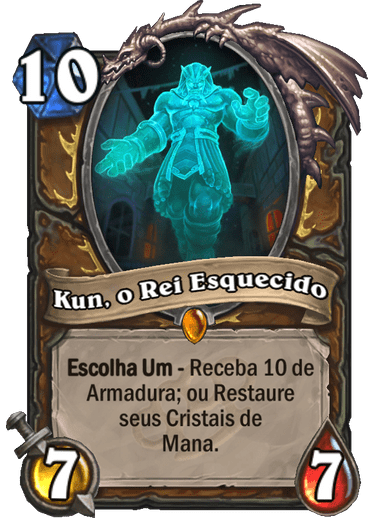 10
Kun, o Rei Esquecido
Escolha Um - Receba 10 de
Armadura; ou Restaure
seus Cristais de
Mana.
7
7